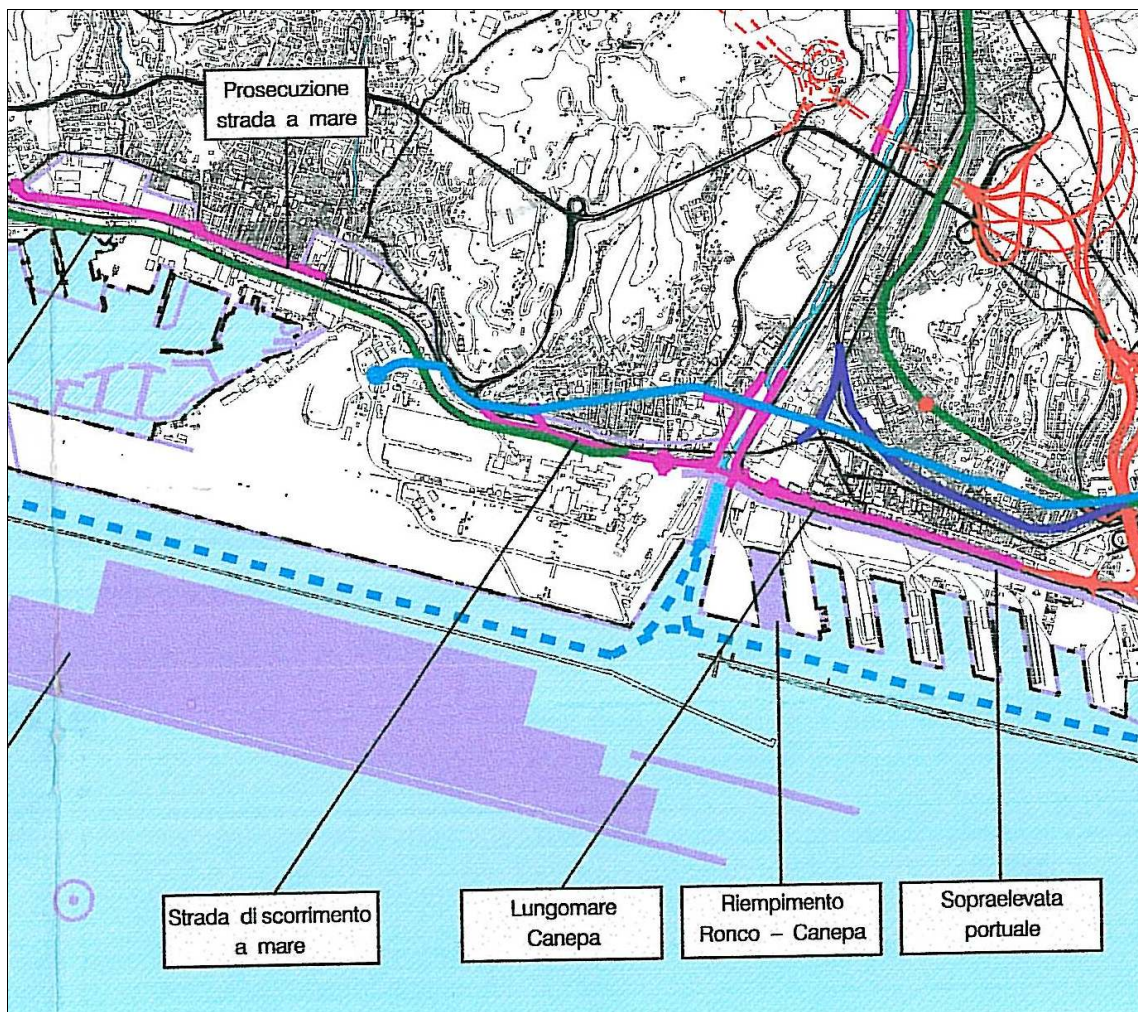 Prosecuzione
strada a mare
Strada di scorrimento
a mare
Lungomare
Canepa
Riempimento
Ronco – Canepa
Sopraelevata
portuale